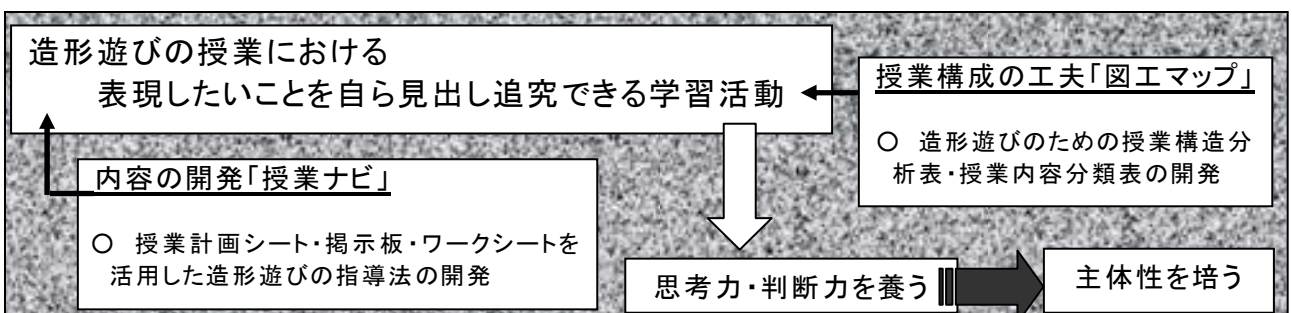 造形遊びの授業における
表現したいことを自ら見出し追究できる学習活動
授業構成の工夫「図工マップ」
○ 造形遊びのための授業構造分
析表・授業内容分類表の開発
内容の開発「授業ナビ」
○ 授業計画シート・掲示板・ワークシートを
活用した造形遊びの指導法の開発
思考力・判断力を養う
主体性を培う